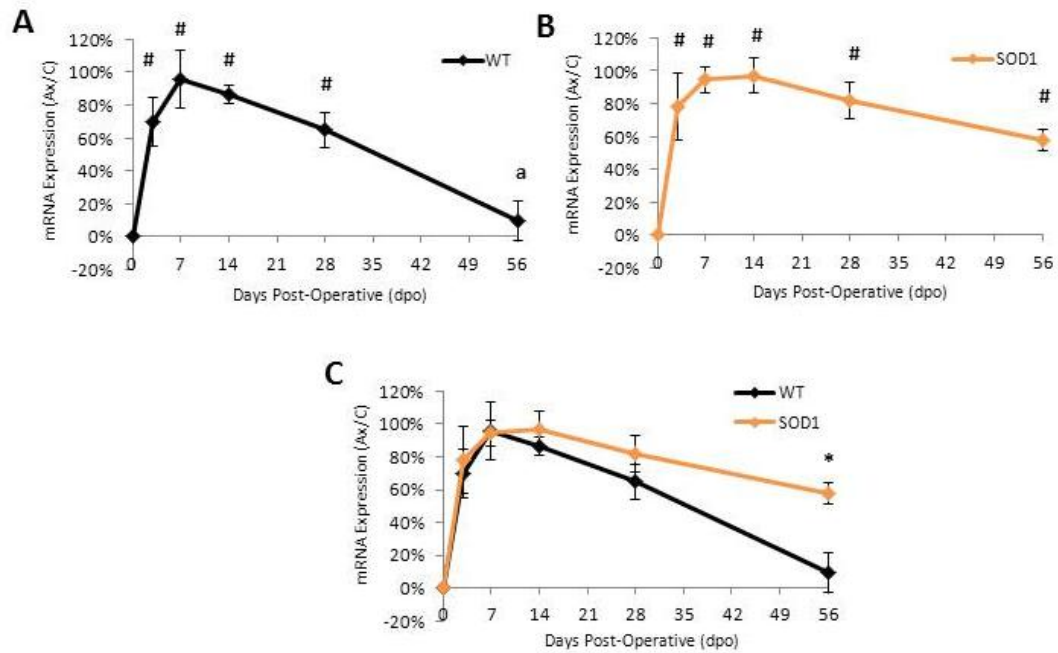 A
mRNA Expression (Ax/C)
120%
100%
80%
60%
40%
20%
0%
-20%
# # # # a
WT
0 7 14 21 28 35 42 49 56
Days Post-Operative (dpo)
B
mRNA Expression (Ax/C)
120%
100%
80%
60%
40%
20%
0%
-20%
# # # # #
SOD1
0 7 14 21 28 35 42 49 56
Days Post-Operative (dpo)
C
mRNA Expression (Ax/C)
120%
100%
80%
60%
40%
20%
0%
-20%
WT
SOD1
*
0 7 14 21 28 35 42 49 56
Days Post-Operative (dpo)